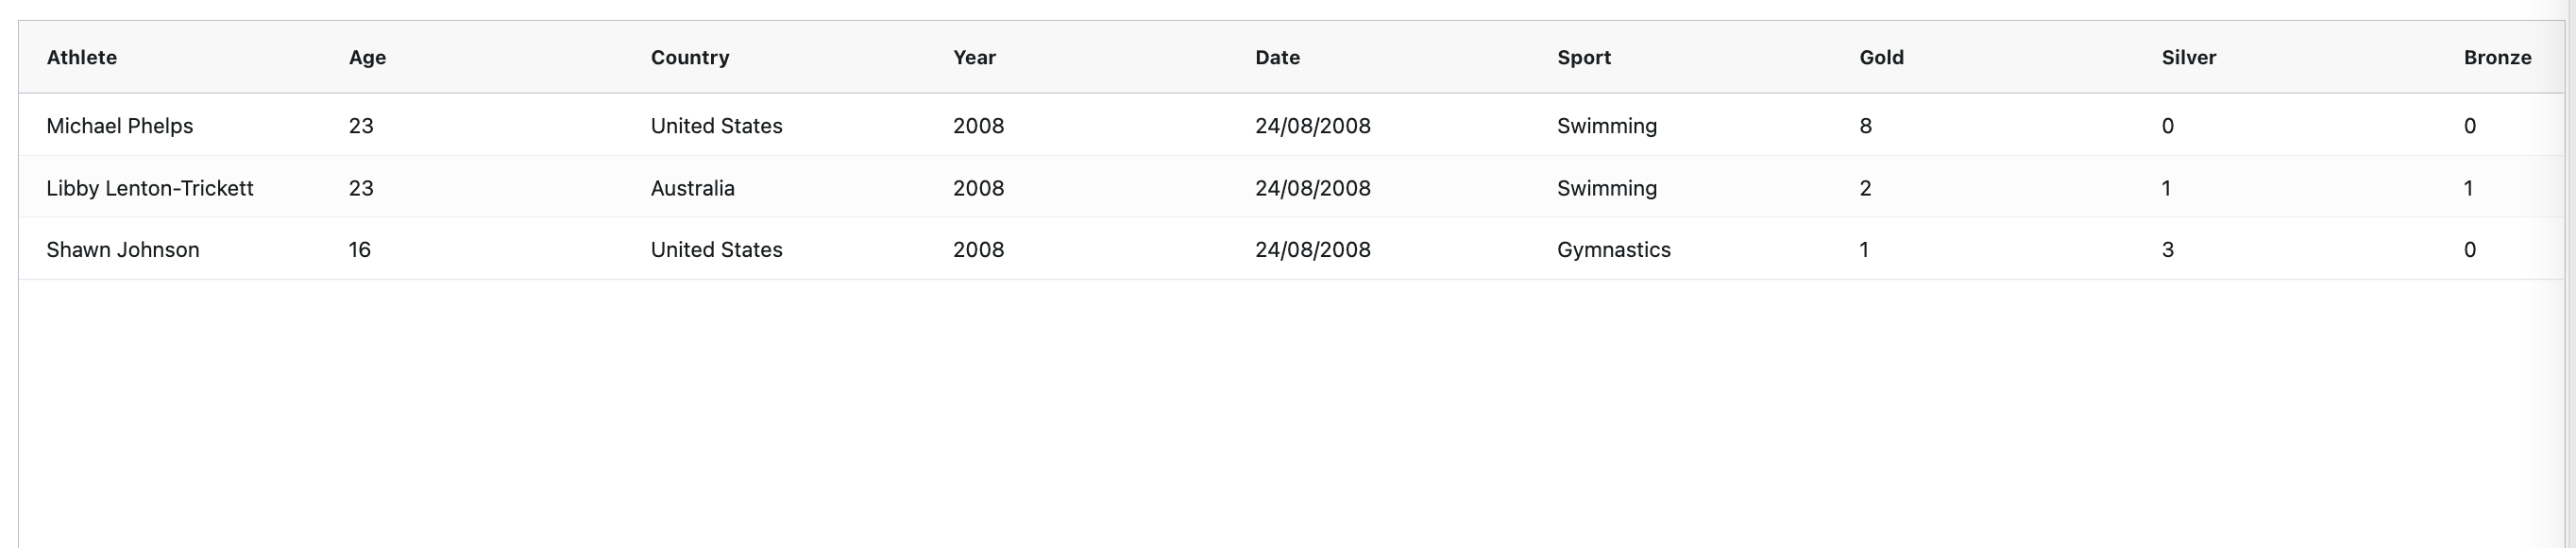 Athlete Age Country Year Date Sport Gold Silver Bronze
Michael Phelps 23 United States 2008 24/08/2008 Swimming 8 0 0
Libby Lenton-Trickett 23 Australia 2008 24/08/2008 Swimming 2 1 1
Shawn Johnson 16 United States 2008 24/08/2008 Gymnastics 1 3 0